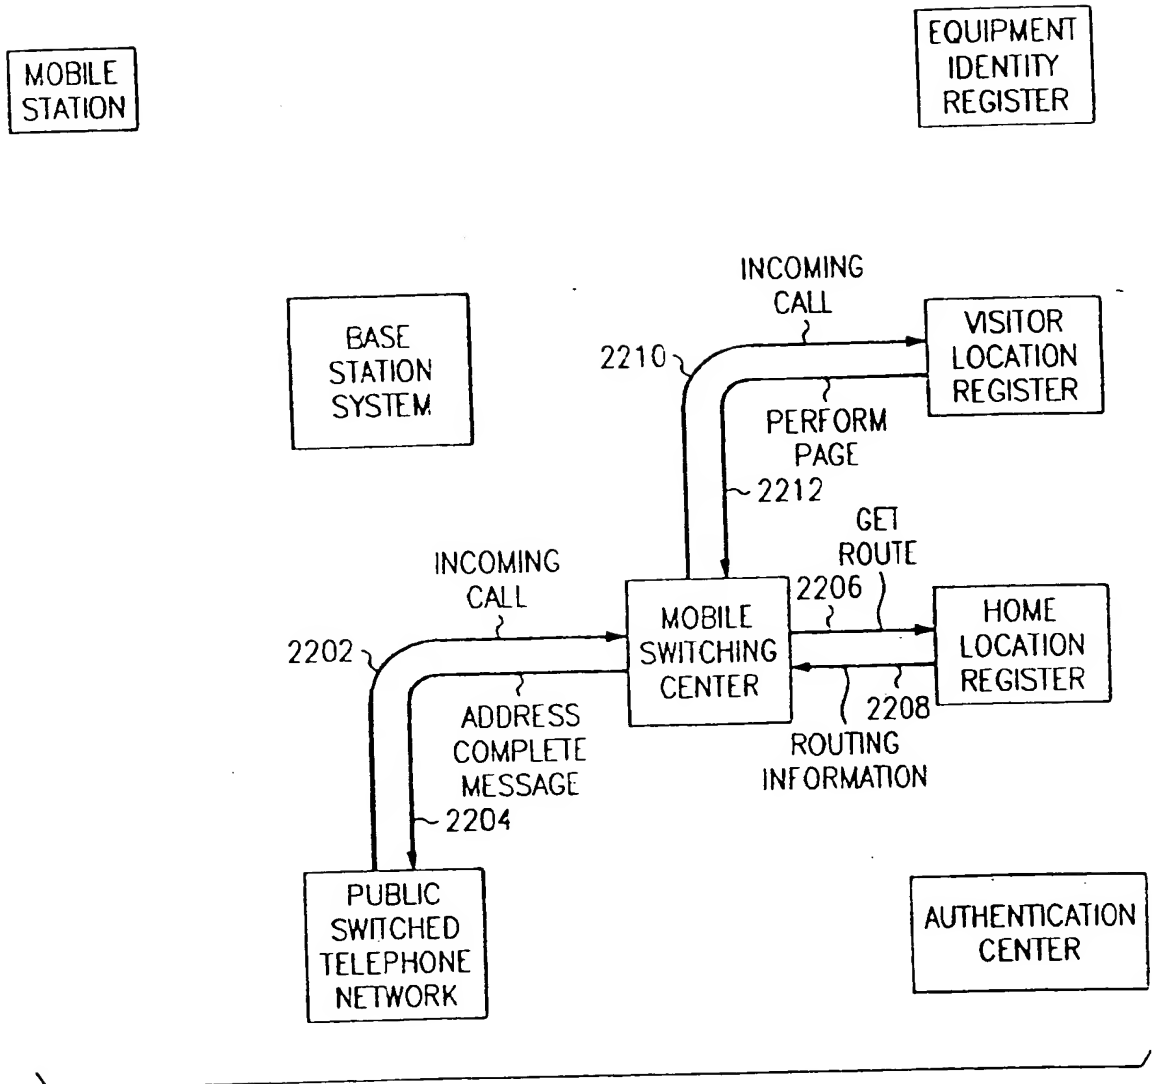 MOBILE
STATION
EQUIPMENT
IDENTITY
REGISTER
BASE
STATION
SYSTEM
INCOMING
CALL
2210
VISITOR
LOCATION
REGISTER
PERFORM
PAGE
2212
GET
ROUTE
INCOMING
CALL
2202
MOBILE
SWITCHING
CENTER
2206
HOME
LOCATION
REGISTER
2208
ROUTING
INFORMATION
ADDRESS
COMPLETE
MESSAGE
2204
PUBLIC
SWITCHED
TELEPHONE
NETWORK
AUTHENTICATION
CENTER